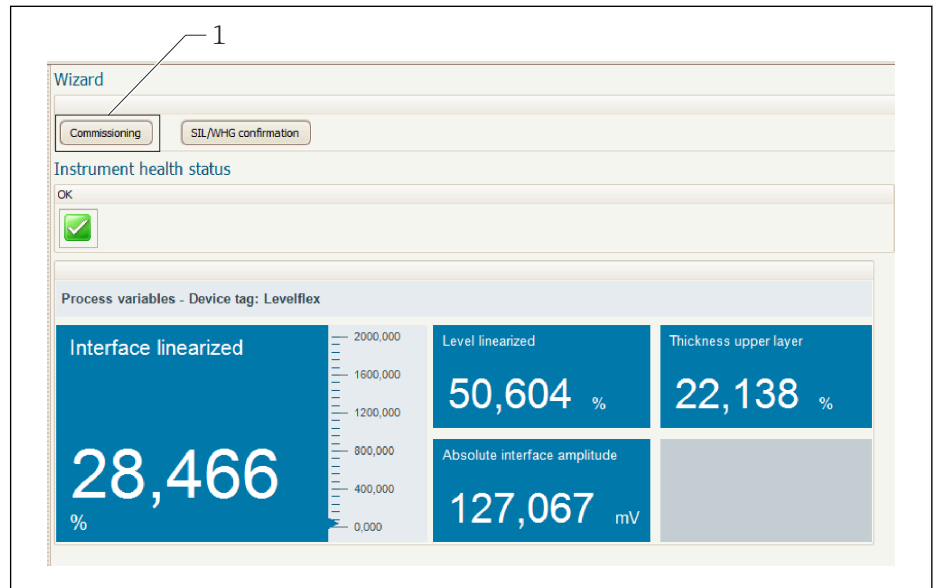 1
Wizard
Commissioning
SIL/WHG confirmation
Instrument health status
OK
Process variables - Device tag: Levelflex
Interface linearized
28,466
%
2000,000
1600,000
1200,000
800,000
400,000
0,000
Level linearized
50,604 %
Thickness upper layer
22,138 %
Absolute interface amplitude
127,067 mV